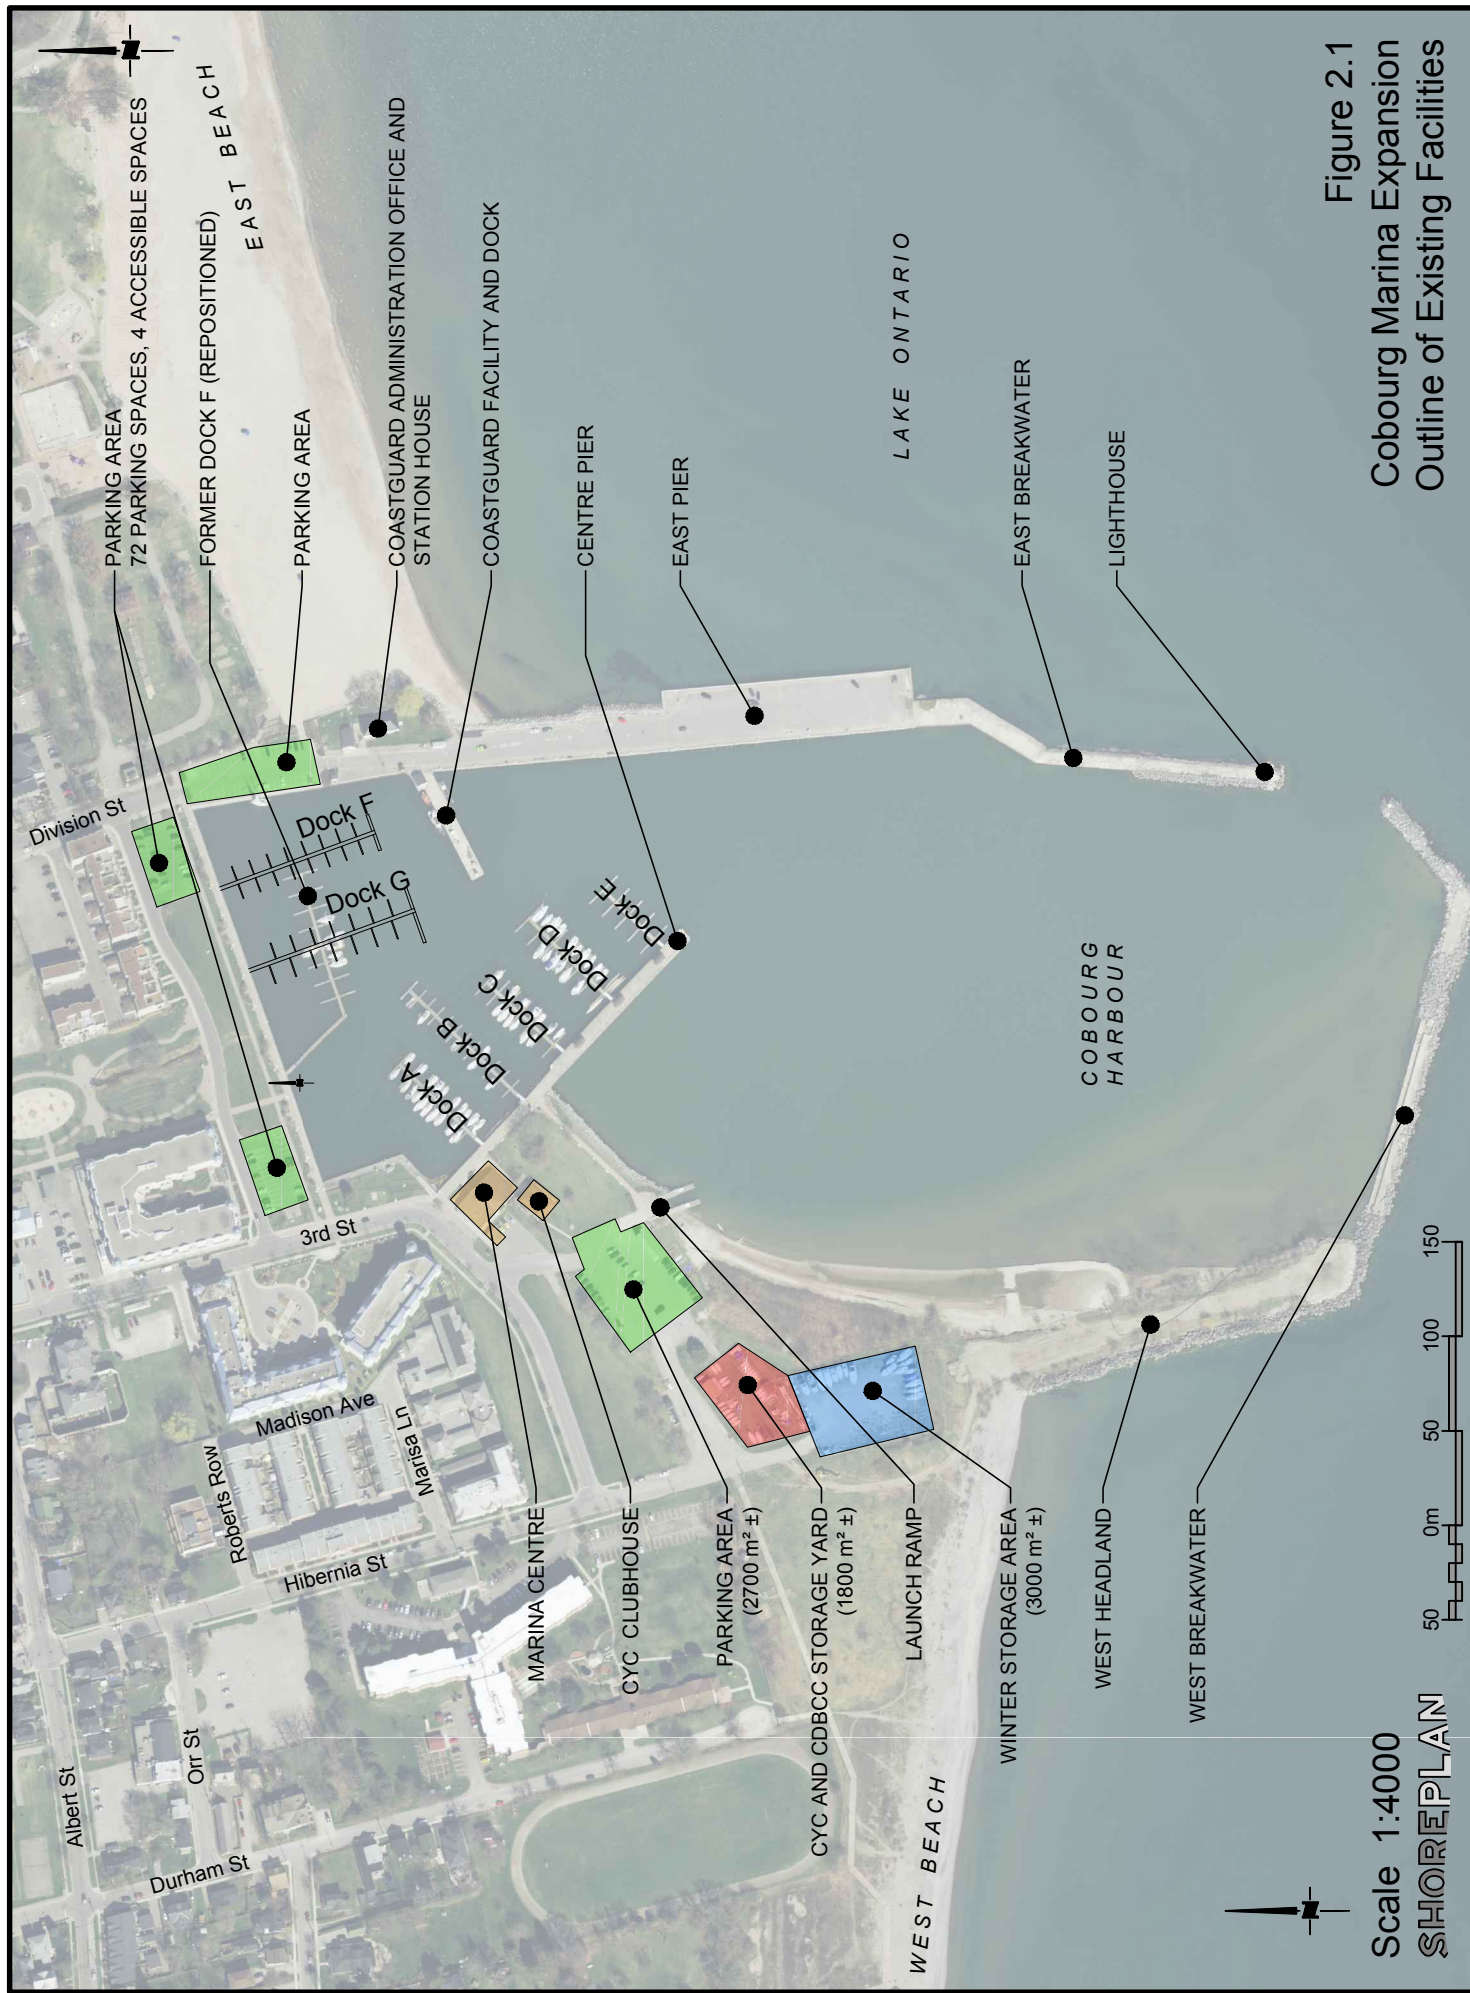 Albert St
Durham St
Orr St
Hibernia St
Roberts Row
Madison Ave
Marisa Ln
3rd St
Division St
PARKING AREA
72 PARKING SPACES, 4 ACCESSIBLE SPACES
FORMER DOCK F (REPOSITIONED)
EAST BEACH
PARKING AREA
COASTGUARD ADMINISTRATION OFFICE AND
STATION HOUSE
COASTGUARD FACILITY AND DOCK
CENTRE PIER
EAST PIER
LAKE ONTARIO
EAST BREAKWATER
LIGHTHOUSE
Dock A
Dock B
Dock C
Dock D
Dock E
Dock F
Dock G
COBOURG
HARBOUR
MARINA CENTRE
CYC CLUBHOUSE
PARKING AREA
(2700 m² ±)
CYC AND CDBCC STORAGE YARD
(1800 m² ±)
LAUNCH RAMP
WINTER STORAGE AREA
(3000 m² ±)
WEST HEADLAND
WEST BREAKWATER
WEST BEACH
N
N
N
Scale 1:4000
SHOREPLAN
50 0m 50 100 150
Figure 2.1
Cobourg Marina Expansion
Outline of Existing Facilities